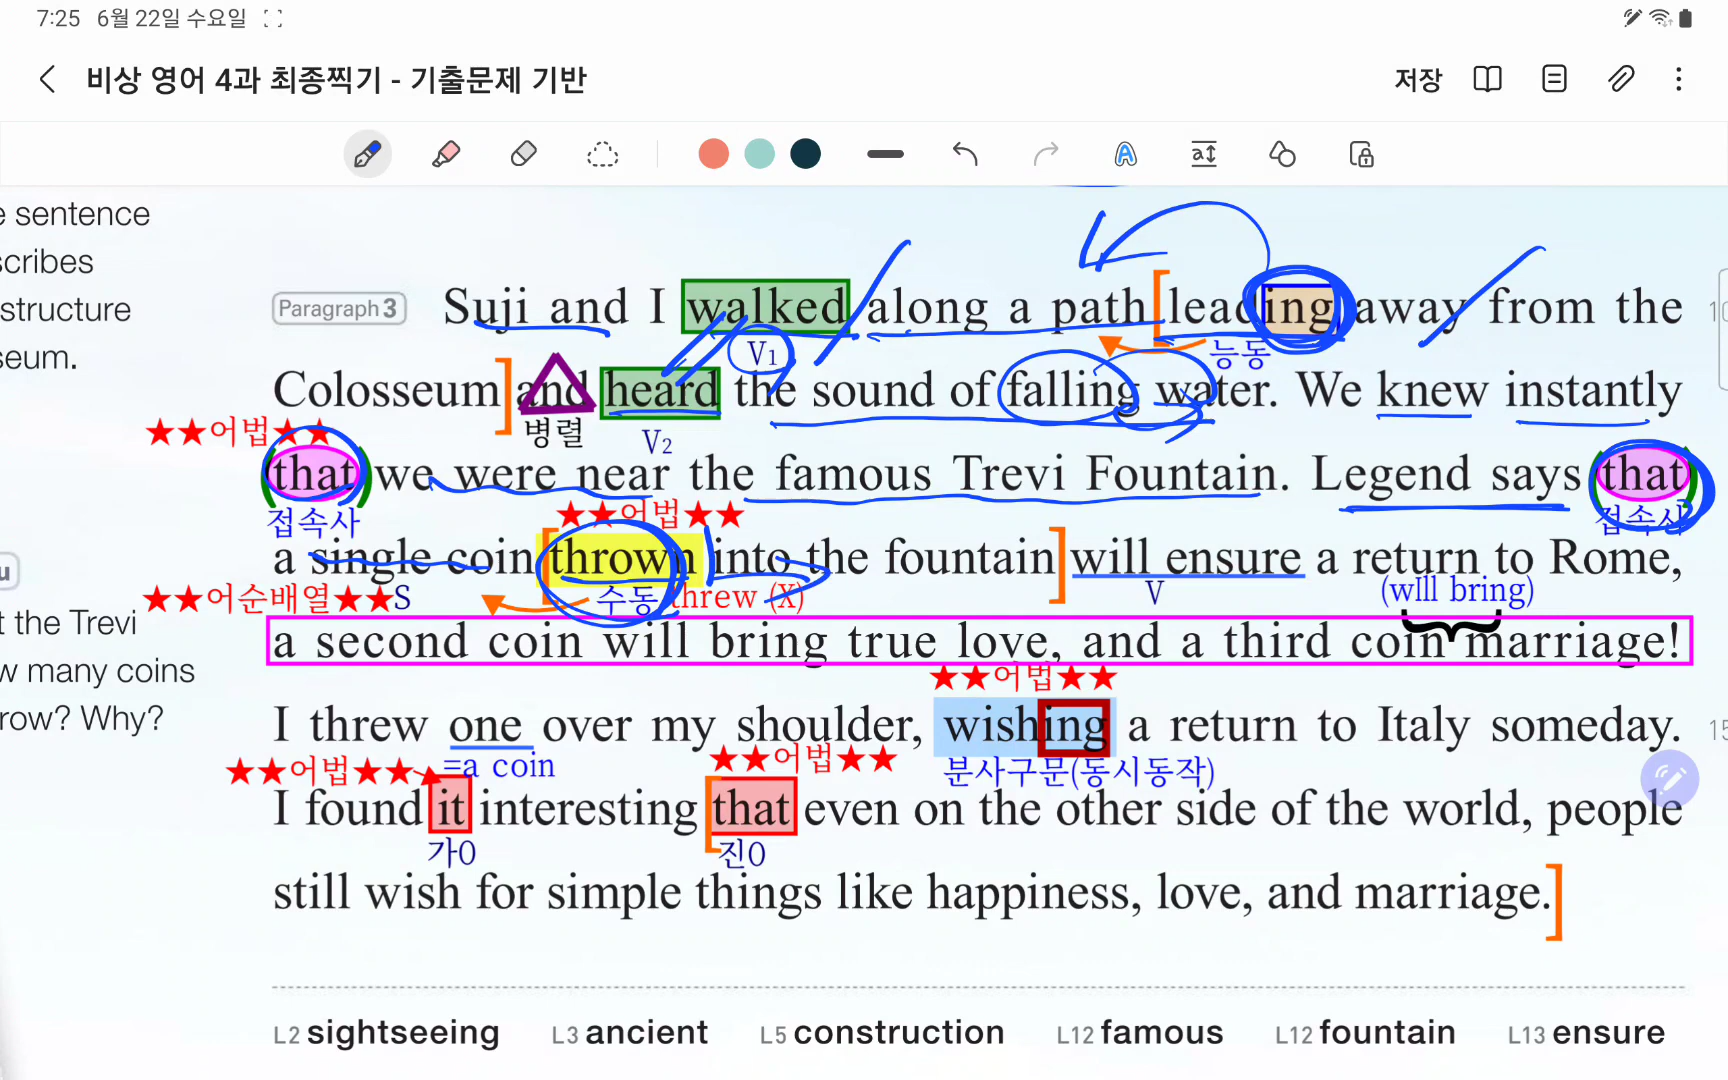 7:25 6월 22일 수요일
비상 영어 4과 최종찍기 - 기출문제 기반
저장
e sentence
scribes
structure
seum.
Paragraph 3 Suji and I walked along a path [leading away from the
V1 능동
Colosseum] and heard the sound of falling water. We knew instantly
★★어법★★ 병렬 V2
(that) we were near the famous Trevi Fountain. Legend says (that)
접속사 ★★어법★★ 접속사
a single coin [thrown into the fountain] will ensure a return to Rome,
★★어순배열★★ S 수동 threw (X) V (wIll bring)
a second coin will bring true love, and a third coin marriage!
★★어법★★
I threw one over my shoulder, wishing a return to Italy someday.
★★어법★★ =a coin ★★어법★★ 분사구문(동시동작)
I found it interesting [that even on the other side of the world, people
가O 진O
still wish for simple things like happiness, love, and marriage.]
u
t the Trevi
w many coins
row? Why?
15
L2 sightseeing L3 ancient L5 construction L12 famous L12 fountain L13 ensure